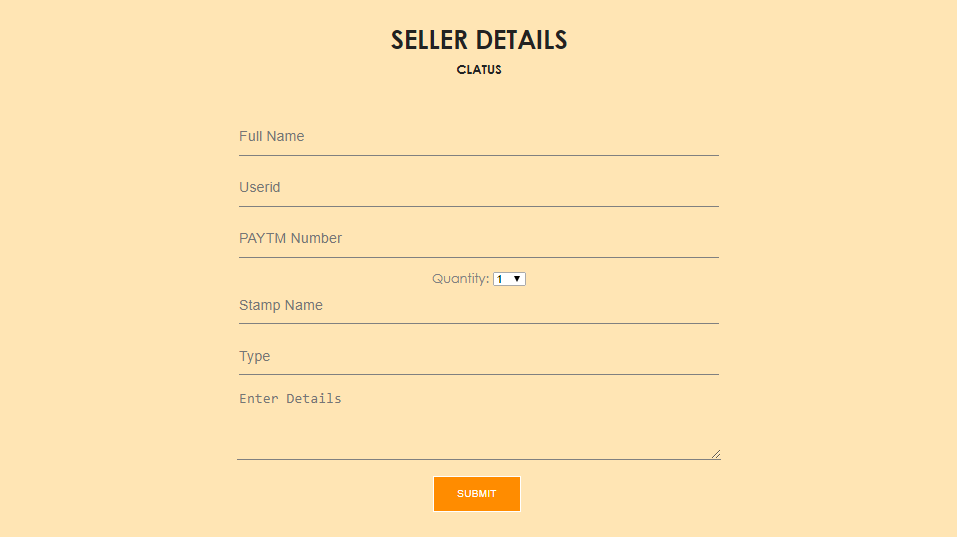 SELLER DETAILS
CLATUS
Full Name
Userid
PAYTM Number
Quantity: 1
Stamp Name
Type
Enter Details
SUBMIT